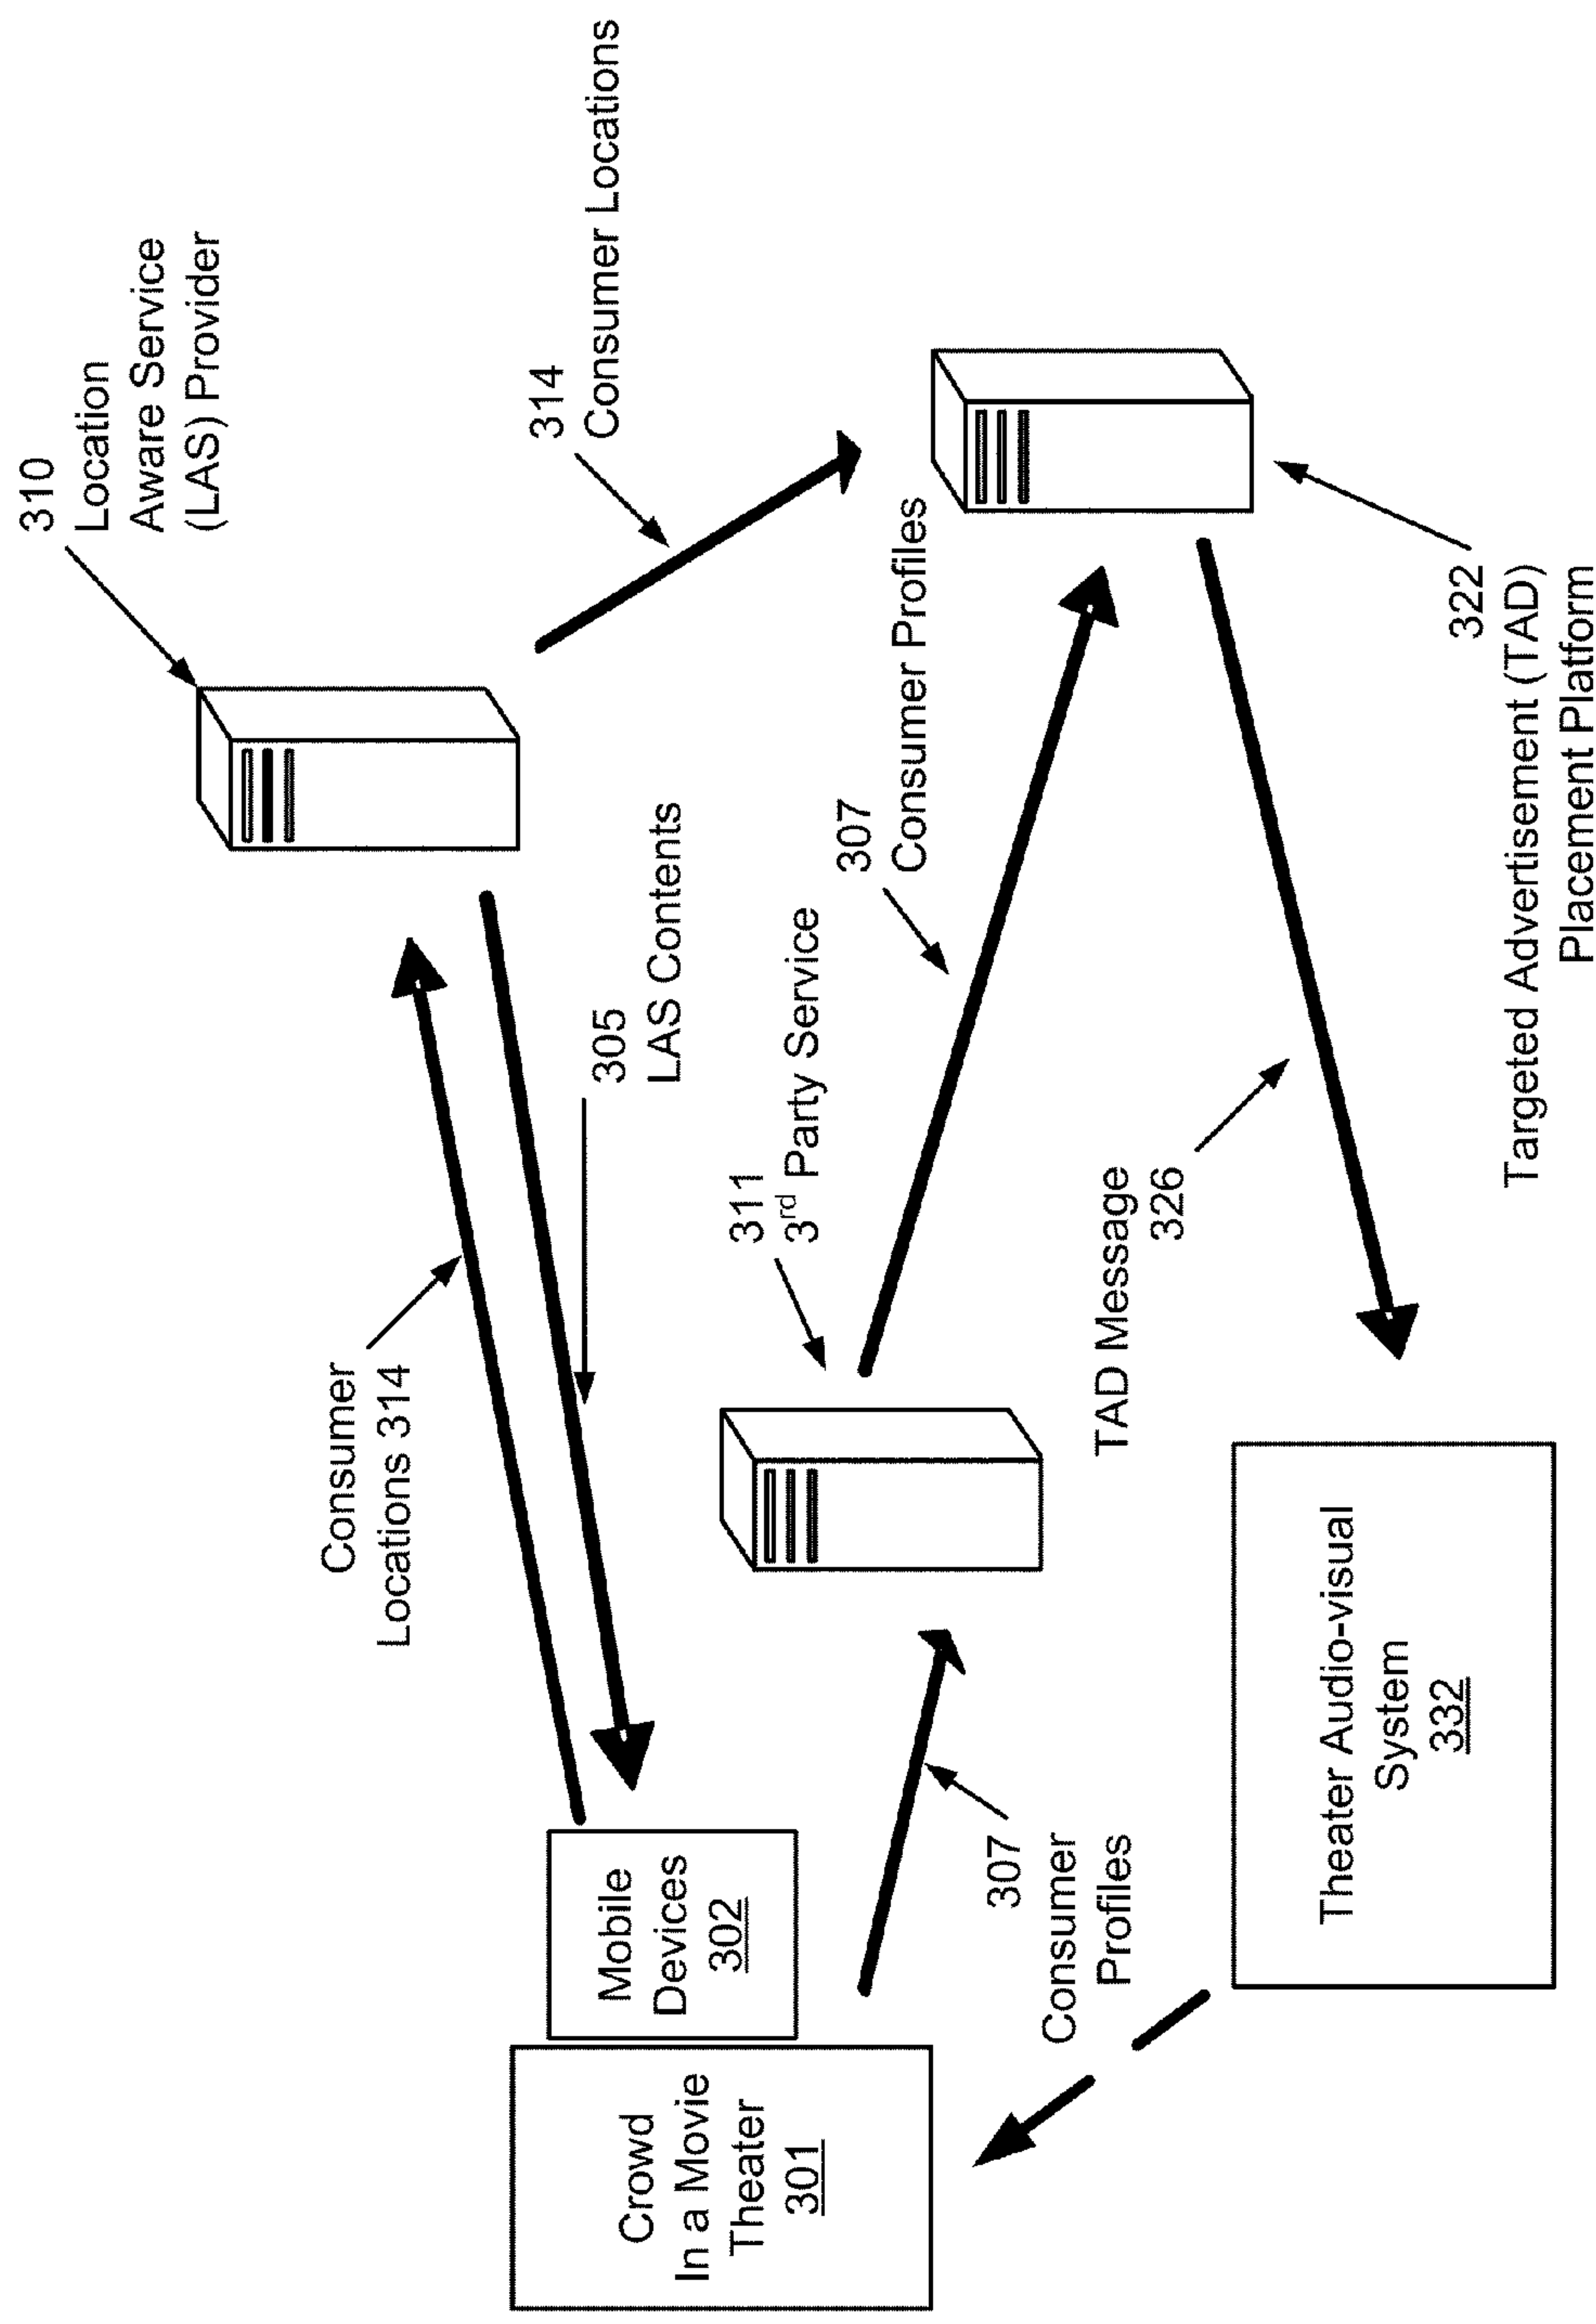 310
Location
Aware Service
(LAS) Provider
314
Consumer Locations
Consumer
Locations 314
305
LAS Contents
311
3rd Party Service
307
Consumer Profiles
Mobile
Devices
302
Crowd
In a Movie
Theater
301
307
Consumer
Profiles
TAD Message
326
Theater Audio-visual
System
332
322
Targeted Advertisement (TAD)
Placement Platform